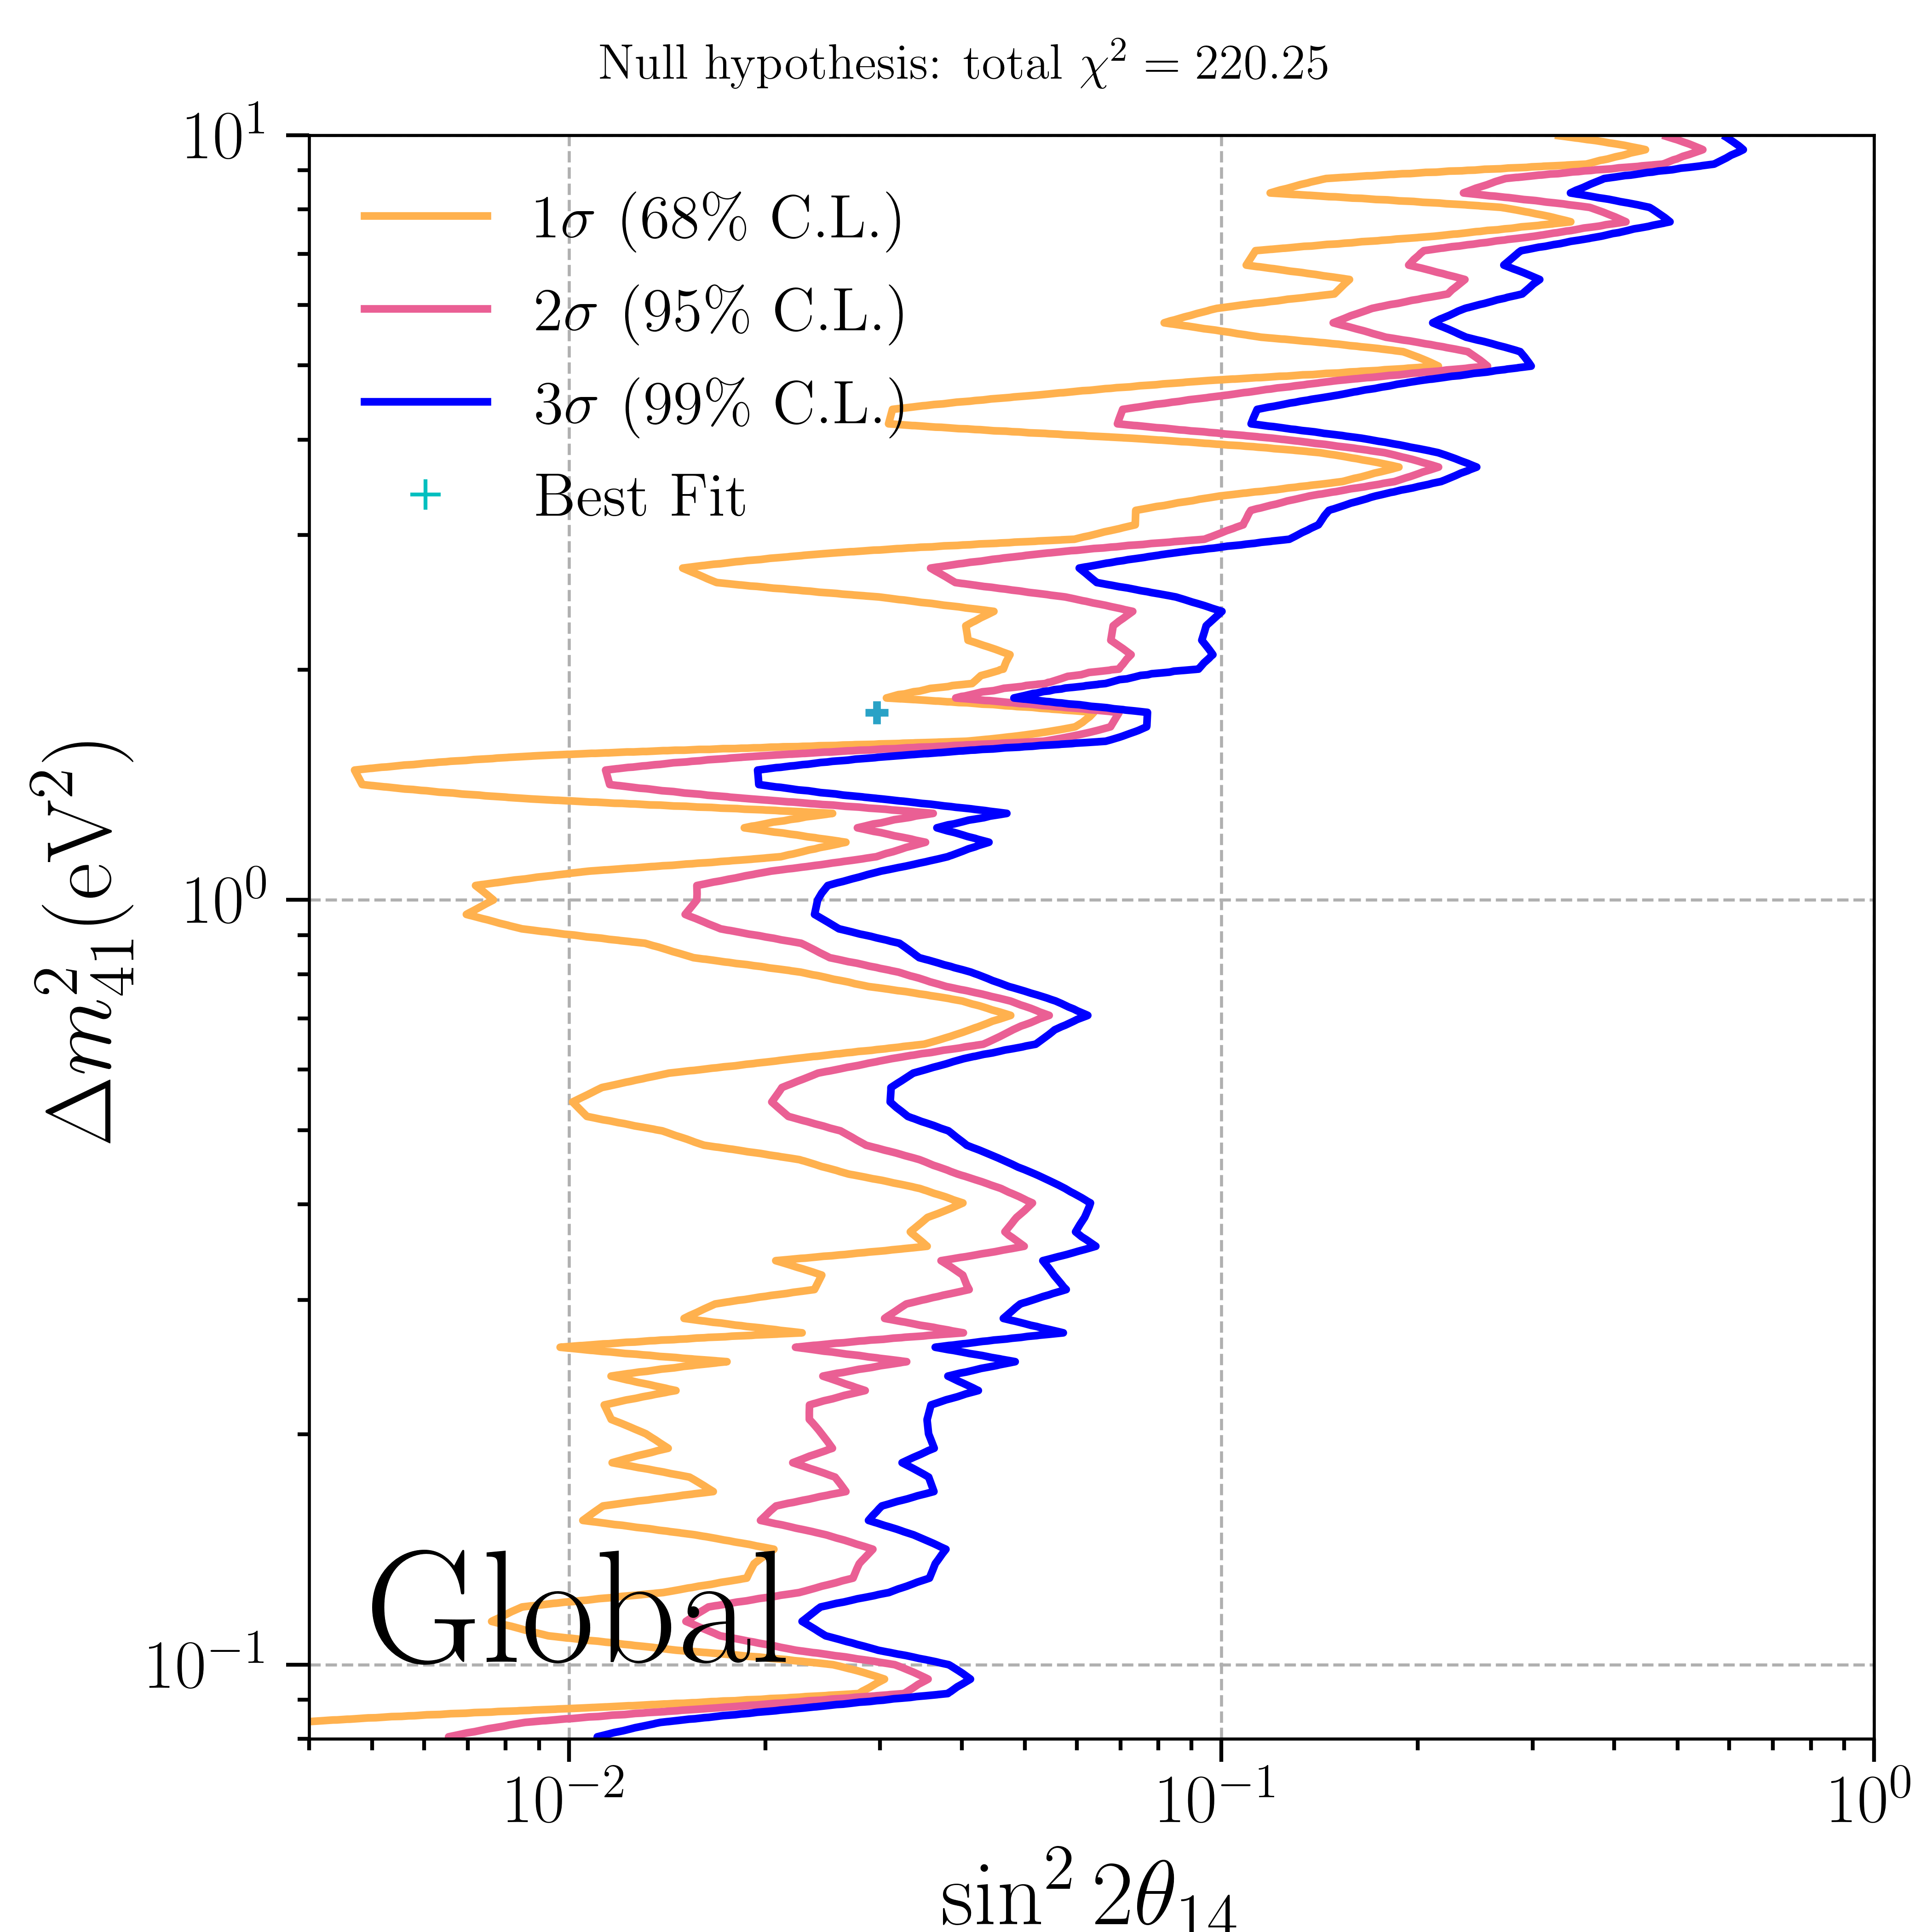 Null hypothesis: total χ² = 220.25
10¹
1σ (68% C.L.)
2σ (95% C.L.)
3σ (99% C.L.)
Best Fit
Δm²₄₁(eV²)
10⁰
Global
10⁻¹
10⁻² 10⁻¹ 10⁰
sin² 2θ₁₄